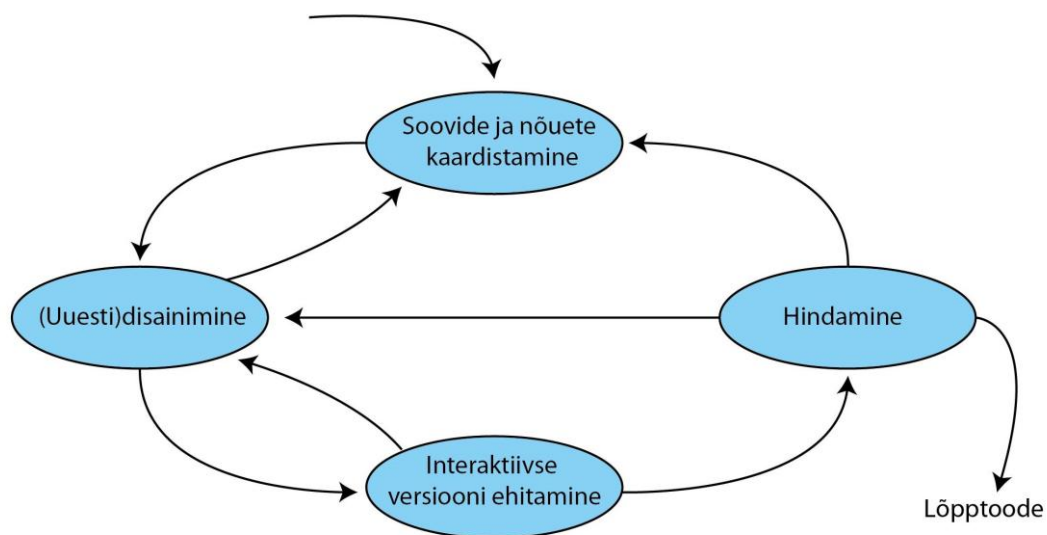 Soovide ja nõuete
kaardistamine
(Uuesti)disainimine
Hindamine
Interaktiivse
versiooni ehitamine
Lõpptoode